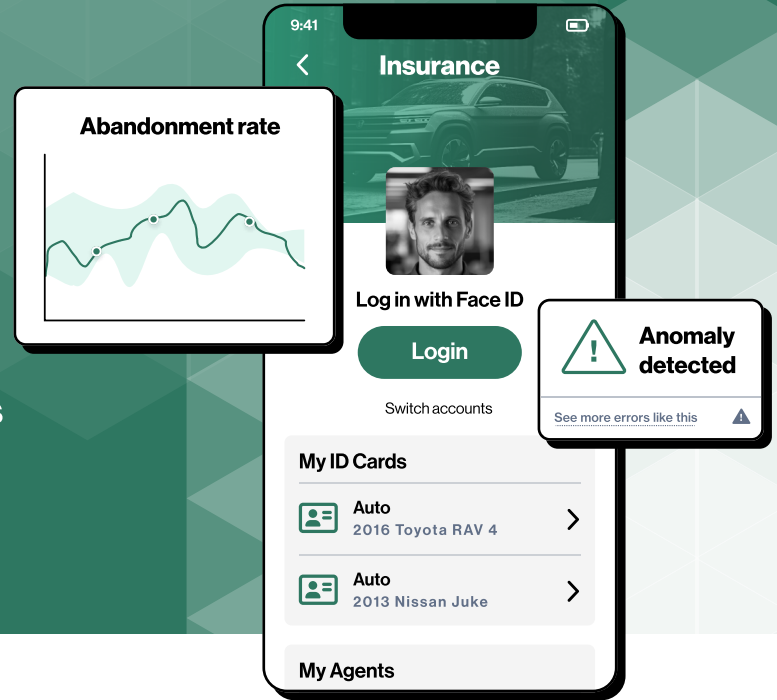 9:41
Insurance
Abandonment rate
Log in with Face ID
Login
Switch accounts
Anomaly
detected
See more errors like this
My ID Cards
Auto
2016 Toyota RAV 4
Auto
2013 Nissan Juke
My Agents